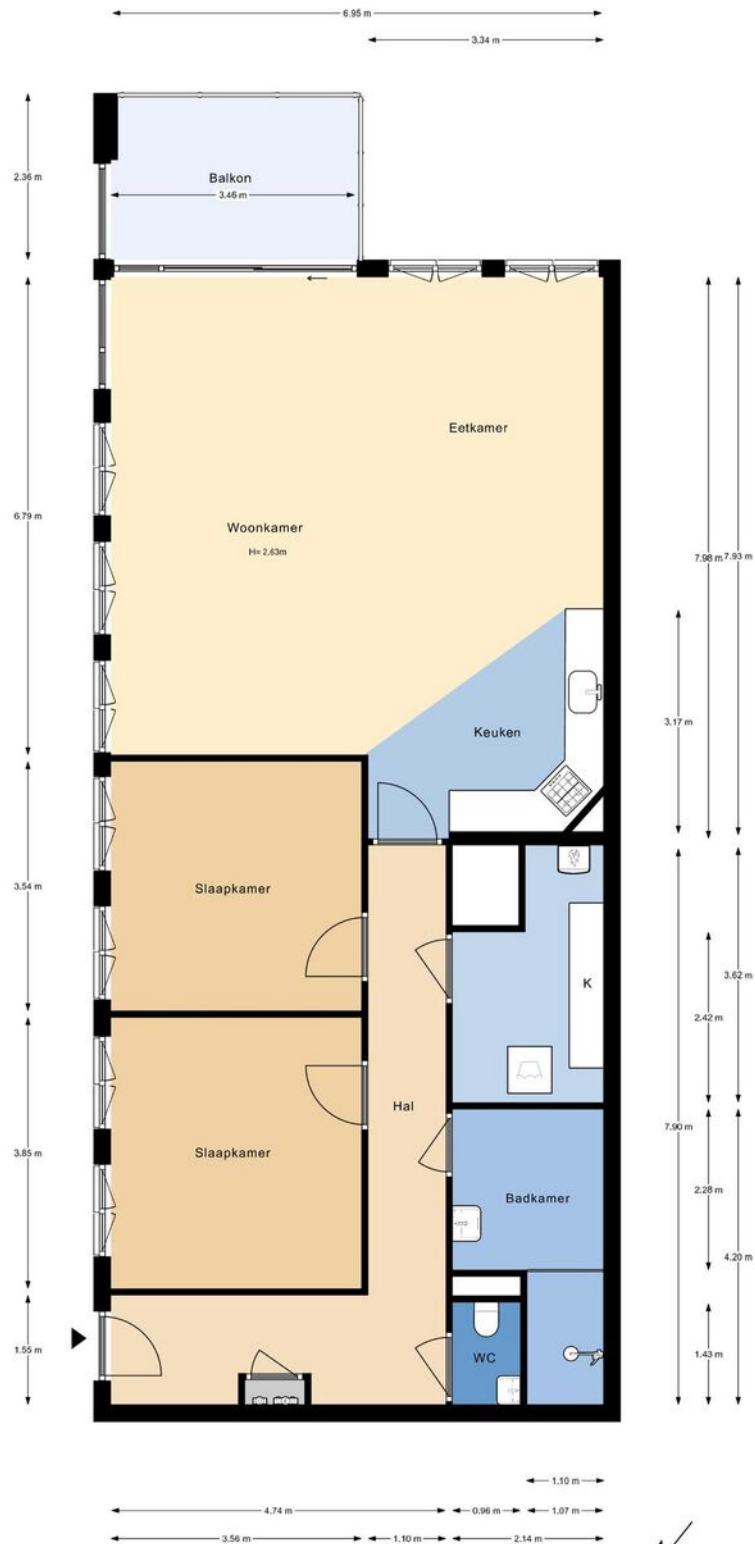 6.95 m
3.34 m
2.36 m
Balkon
3.46 m
Eetkamer
6.79 m
Woonkamer
H= 2.63m
7.98 m
7.93 m
3.17 m
Keuken
3.54 m
Slaapkamer
3.62 m
K
2.42 m
Hal
7.90 m
3.85 m
Slaapkamer
2.28 m
Badkamer
4.20 m
1.55 m
WC
1.43 m
1.10 m
4.74 m
0.96 m
1.07 m
3.56 m
1.10 m
2.14 m